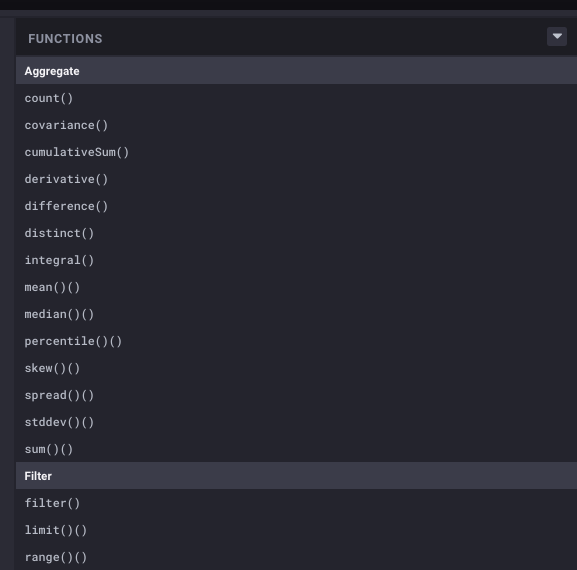 FUNCTIONS
Aggregate
count()
covariance()
cumulativeSum()
derivative()
difference()
distinct()
integral()
mean()()
median()()
percentile()()
skew()()
spread()()
stddev()()
sum()()
Filter
filter()
limit()()
range()()